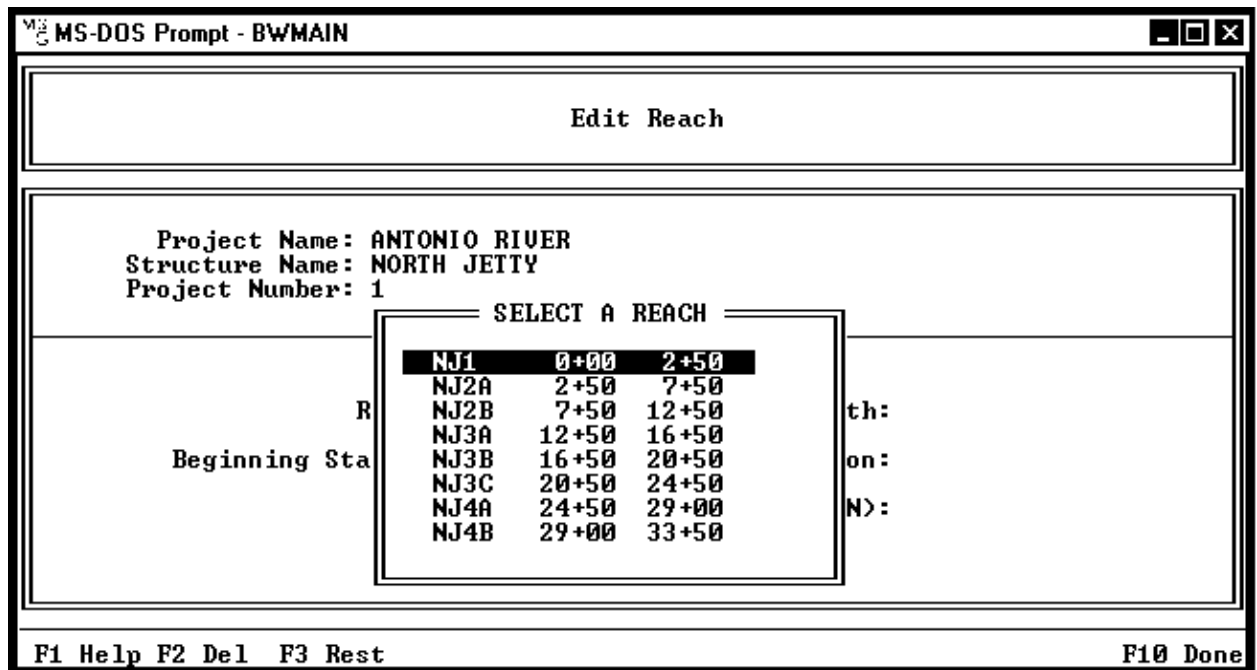 MS-DOS Prompt - BWMAIN
Edit Reach
Project Name: ANTONIO RIVER
Structure Name: NORTH JETTY
Project Number: 1
SELECT A REACH
NJ1 0+00 2+50
NJ2A 2+50 7+50
R NJ2B 7+50 12+50 th:
NJ3A 12+50 16+50
Beginning Sta NJ3B 16+50 20+50 on:
NJ3C 20+50 24+50
NJ4A 24+50 29+00 N):
NJ4B 29+00 33+50
F1 Help F2 Del F3 Rest F10 Done